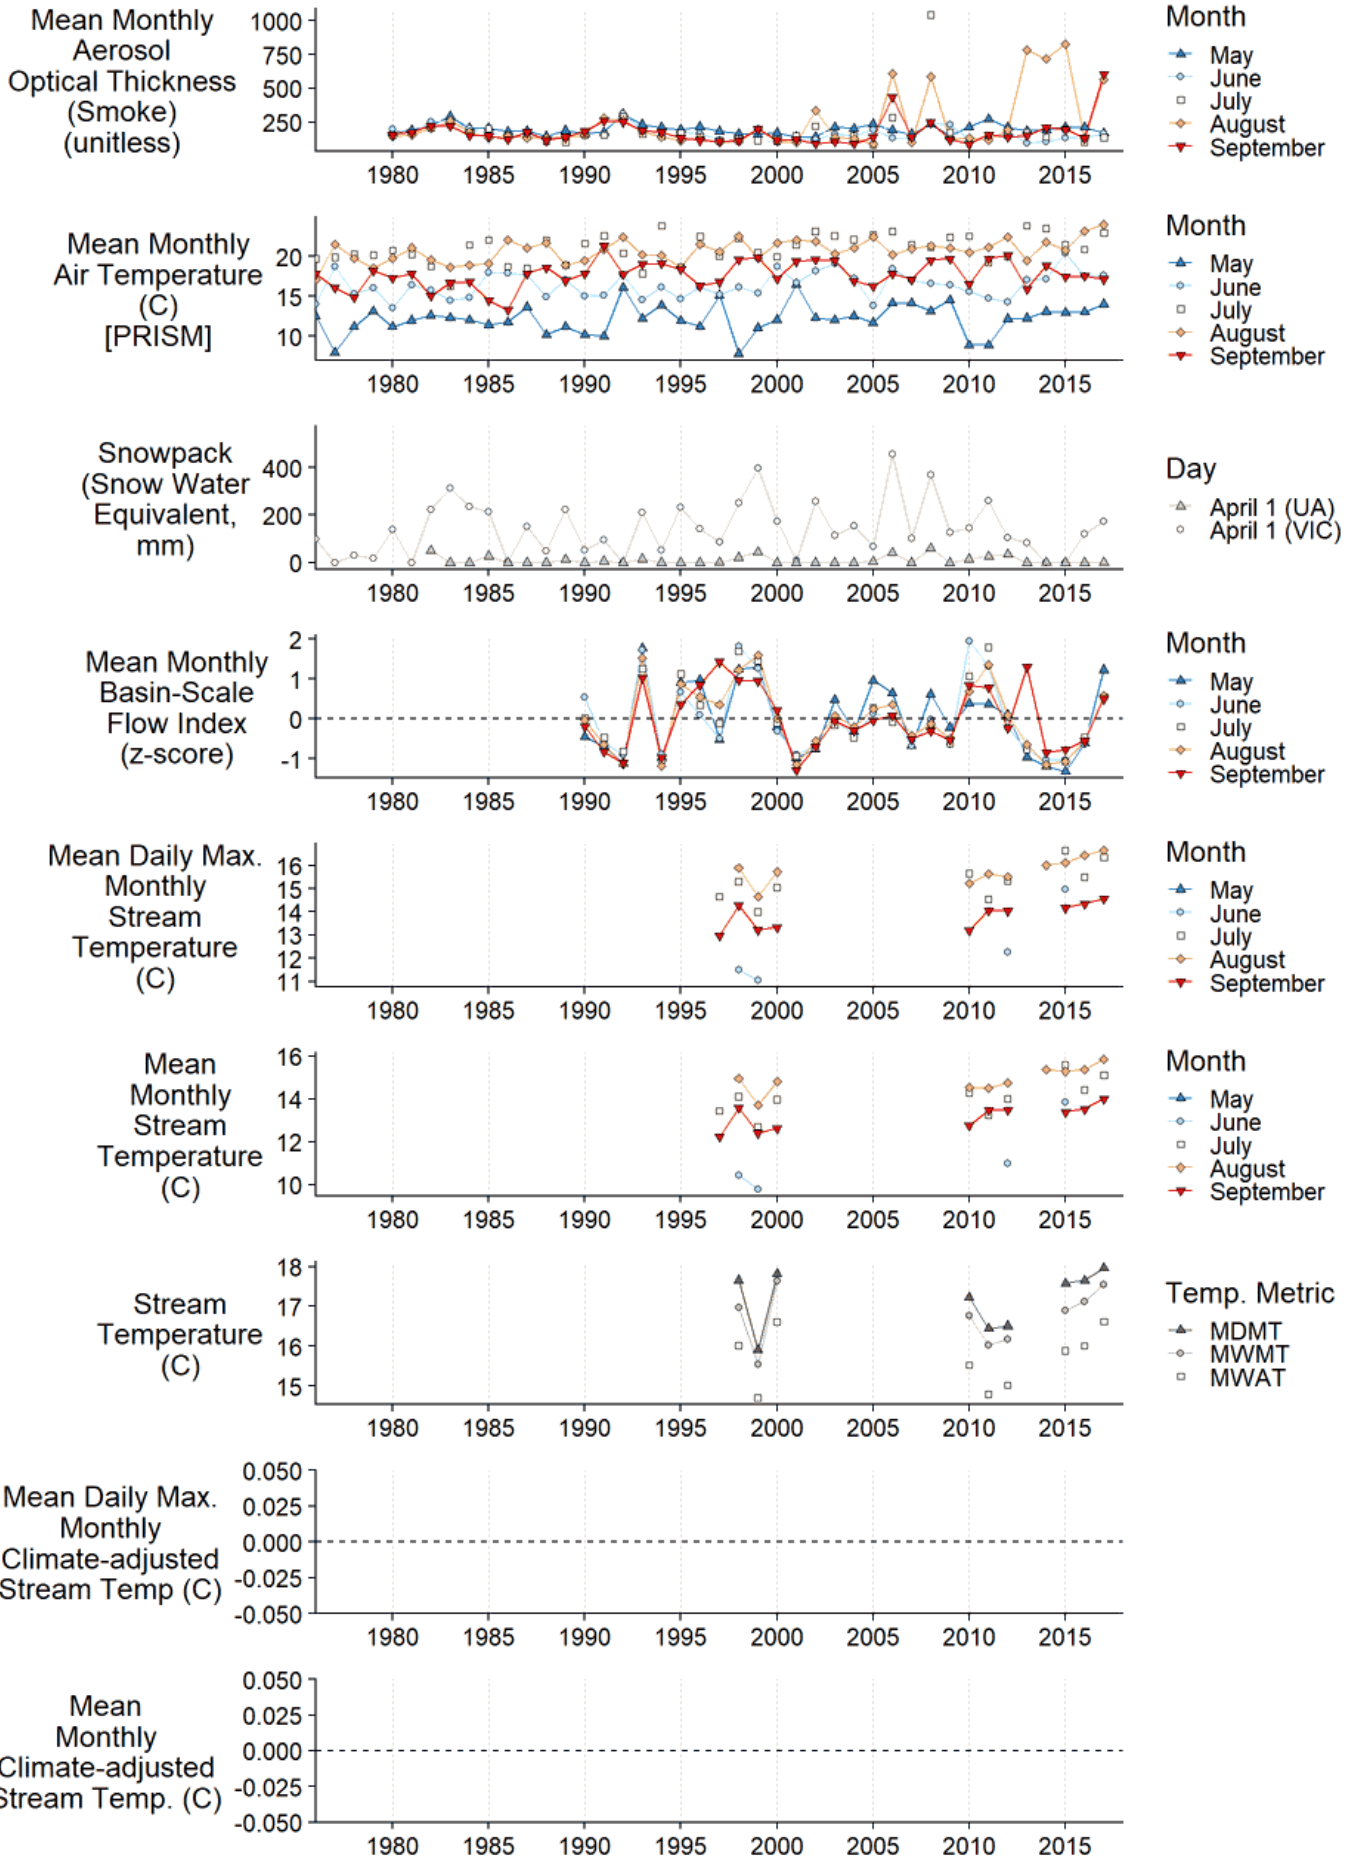 Mean Monthly
Aerosol
Optical Thickness
(Smoke)
(unitless)
1000
750
500
250
1980 1985 1990 1995 2000 2005 2010 2015
Month
May
June
July
August
September
Mean Monthly
Air Temperature
(C)
[PRISM]
20
15
10
1980 1985 1990 1995 2000 2005 2010 2015
Month
May
June
July
August
September
Snowpack
(Snow Water
Equivalent,
mm)
400
200
0
1980 1985 1990 1995 2000 2005 2010 2015
Day
April 1 (UA)
April 1 (VIC)
Mean Monthly
Basin-Scale
Flow Index
(z-score)
2
1
0
-1
1980 1985 1990 1995 2000 2005 2010 2015
Month
May
June
July
August
September
Mean Daily Max.
Monthly
Stream
Temperature
(C)
16
15
14
13
12
11
1980 1985 1990 1995 2000 2005 2010 2015
Month
May
June
July
August
September
Mean
Monthly
Stream
Temperature
(C)
16
14
12
10
1980 1985 1990 1995 2000 2005 2010 2015
Month
May
June
July
August
September
Stream
Temperature
(C)
18
17
16
15
1980 1985 1990 1995 2000 2005 2010 2015
Temp. Metric
MDMT
MWMT
MWAT
Mean Daily Max.
Monthly
Climate-adjusted
Stream Temp (C)
0.050
0.025
0.000
-0.025
-0.050
1980 1985 1990 1995 2000 2005 2010 2015
Mean
Monthly
Climate-adjusted
Stream Temp. (C)
0.050
0.025
0.000
-0.025
-0.050
1980 1985 1990 1995 2000 2005 2010 2015